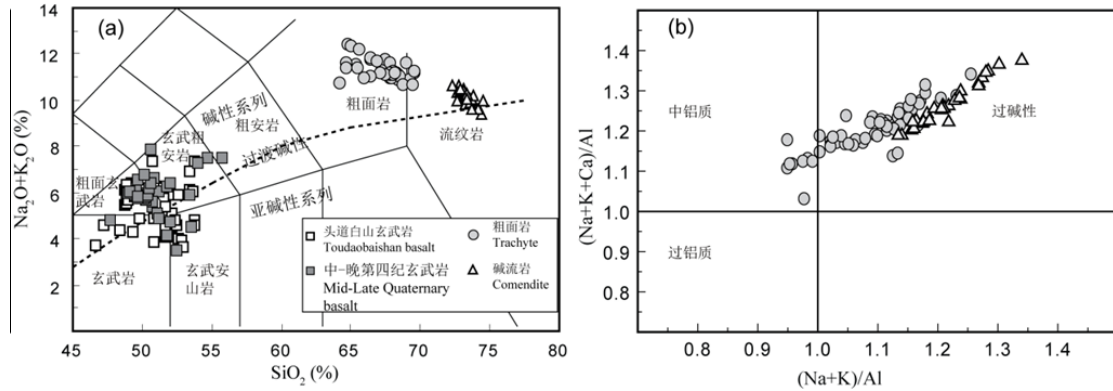 (a)
14
12
10
8
6
4
2
Na2O+K2O (%)
45
50
55
60
65
70
75
80
SiO2 (%)
碱性系列
粗面岩
粗安岩
玄武粗
安岩
过渡碱性
流纹岩
粗面玄
武岩
亚碱性系列
玄武岩
玄武安
山岩
头道白山玄武岩
Toudaobaishan basalt
中-晚第四纪玄武岩
Mid-Late Quaternary
basalt
粗面岩
Trachyte
碱流岩
Comendite
(b)
1.4
1.3
1.2
1.1
1.0
0.9
0.8
(Na+K+Ca)/Al
中铝质
过碱性
过铝质
0.8
0.9
1.0
1.1
1.2
1.3
1.4
(Na+K)/Al